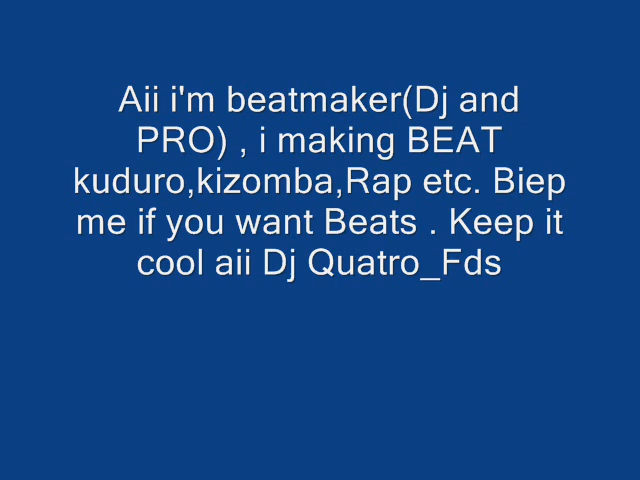 Aii i'm beatmaker(Dj and
PRO) , i making BEAT
kuduro,kizomba,Rap etc. Biep
me if you want Beats . Keep it
cool aii Dj Quatro_Fds